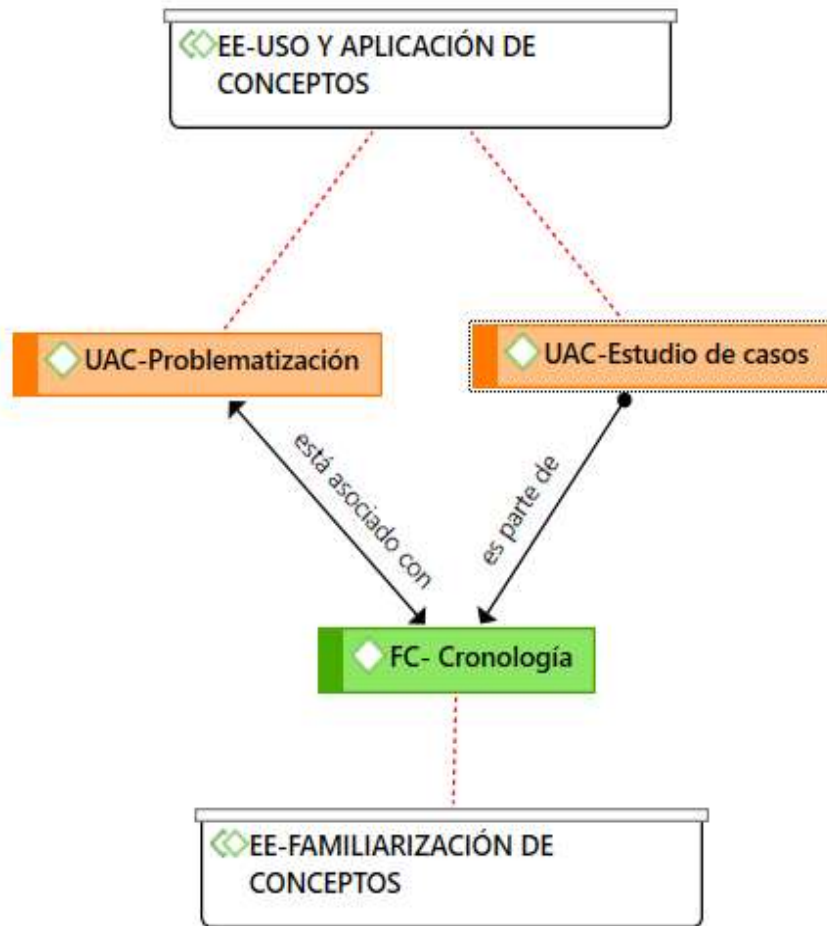 EE-USO Y APLICACIÓN DE
CONCEPTOS
UAC-Problematización
UAC-Estudio de casos
está asociado con
es parte de
FC- Cronología
EE-FAMILIARIZACIÓN DE
CONCEPTOS